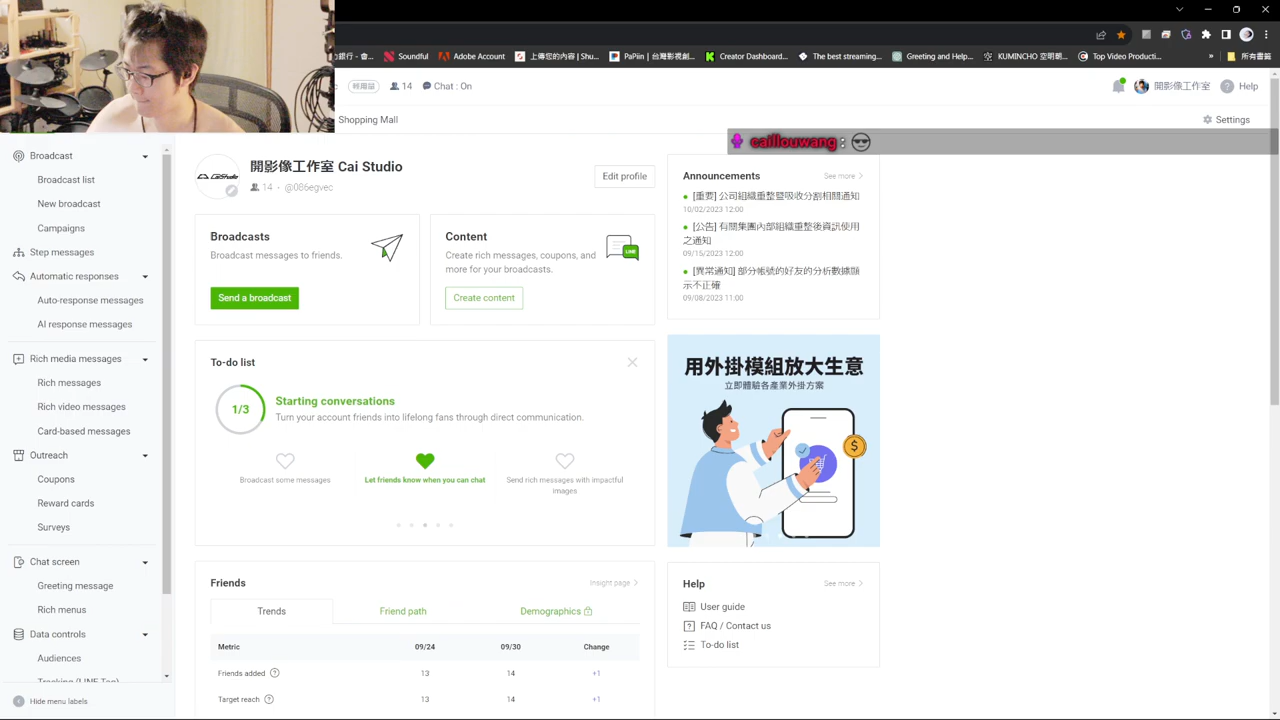 銀行 - 會...
Soundful
Adobe Account
上傳您的內容 | Shu...
PaPiin | 台灣影視創...
Creator Dashboard...
The best streaming...
Greeting and Help...
KUMINCHO 空明朝...
Top Video Producti...
»
所有書籤
輕用量
14
Chat : On
開影像工作室
Help
Shopping Mall
Settings
caillouwang :
Broadcast
Broadcast list
New broadcast
Campaigns
Step messages
Automatic responses
Auto-response messages
AI response messages
Rich media messages
Rich messages
Rich video messages
Card-based messages
Outreach
Coupons
Reward cards
Surveys
Chat screen
Greeting message
Rich menus
Data controls
Audiences
Tracking (LINE Tag)
Hide menu labels
CaiStudio
開影像工作室 Cai Studio
14 · @086egvec
Edit profile
Broadcasts
Broadcast messages to friends.
Send a broadcast
Content
Create rich messages, coupons, and
more for your broadcasts.
LINE
Create content
To-do list
1/3
Starting conversations
Turn your account friends into lifelong fans through direct communication.
Broadcast some messages
Let friends know when you can chat
Send rich messages with impactful
images
Friends
Insight page
Trends
Friend path
Demographics
Metric 09/24 09/30 Change
Friends added 13 14 +1
Target reach 13 14 +1
Announcements
See more
[重要] 公司組織重整暨吸收分割相關通知
10/02/2023 12:00
[公告] 有關集團內部組織重整後資訊使用
之通知
09/15/2023 12:00
[異常通知] 部分帳號的好友的分析數據顯
示不正確
09/08/2023 11:00
用外掛模組放大生意
立即體驗各產業外掛方案
Help
See more
User guide
FAQ / Contact us
To-do list